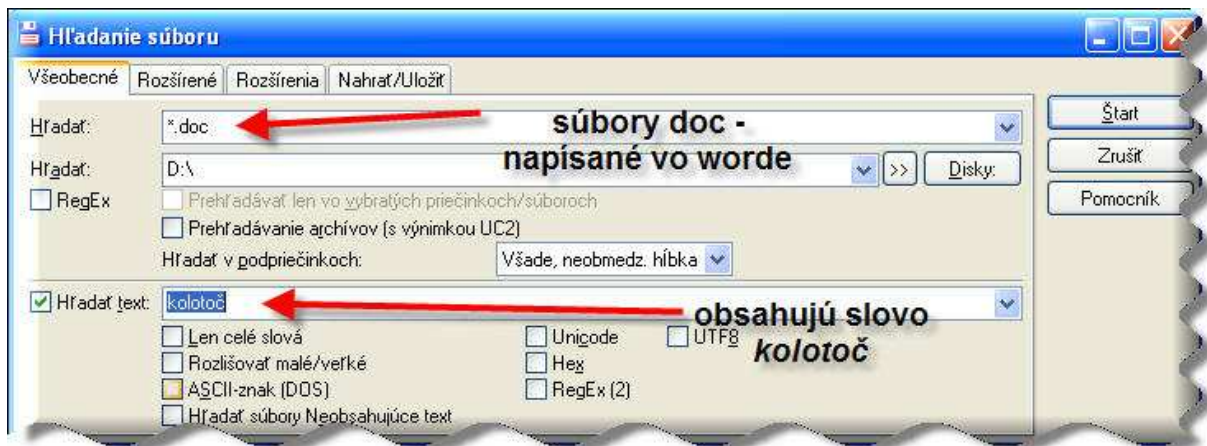 Hľadanie súboru
Všeobecné Rozšírené Rozšírenia Nahrať/Uložiť
Hľadať: *.doc
súbory doc -
napísané vo worde
Štart
Hľadať: D:\ >> Disky:
Zrušiť
RegEx Prehľadávať len vo vybratých priečinkoch/súboroch
Pomocník
Prehľadávanie archívov (s výnimkou UC2)
Hľadať v podpriečinkoch: Všade, neobmedz. hĺbka
Hľadať text: kolotoč
obsahujú slovo
kolotoč
Len celé slová Unicode UTF8
Rozlišovať malé/veľké Hex
ASCII-znak (DOS) RegEx (2)
Hľadať súbory Neobsahujúce text